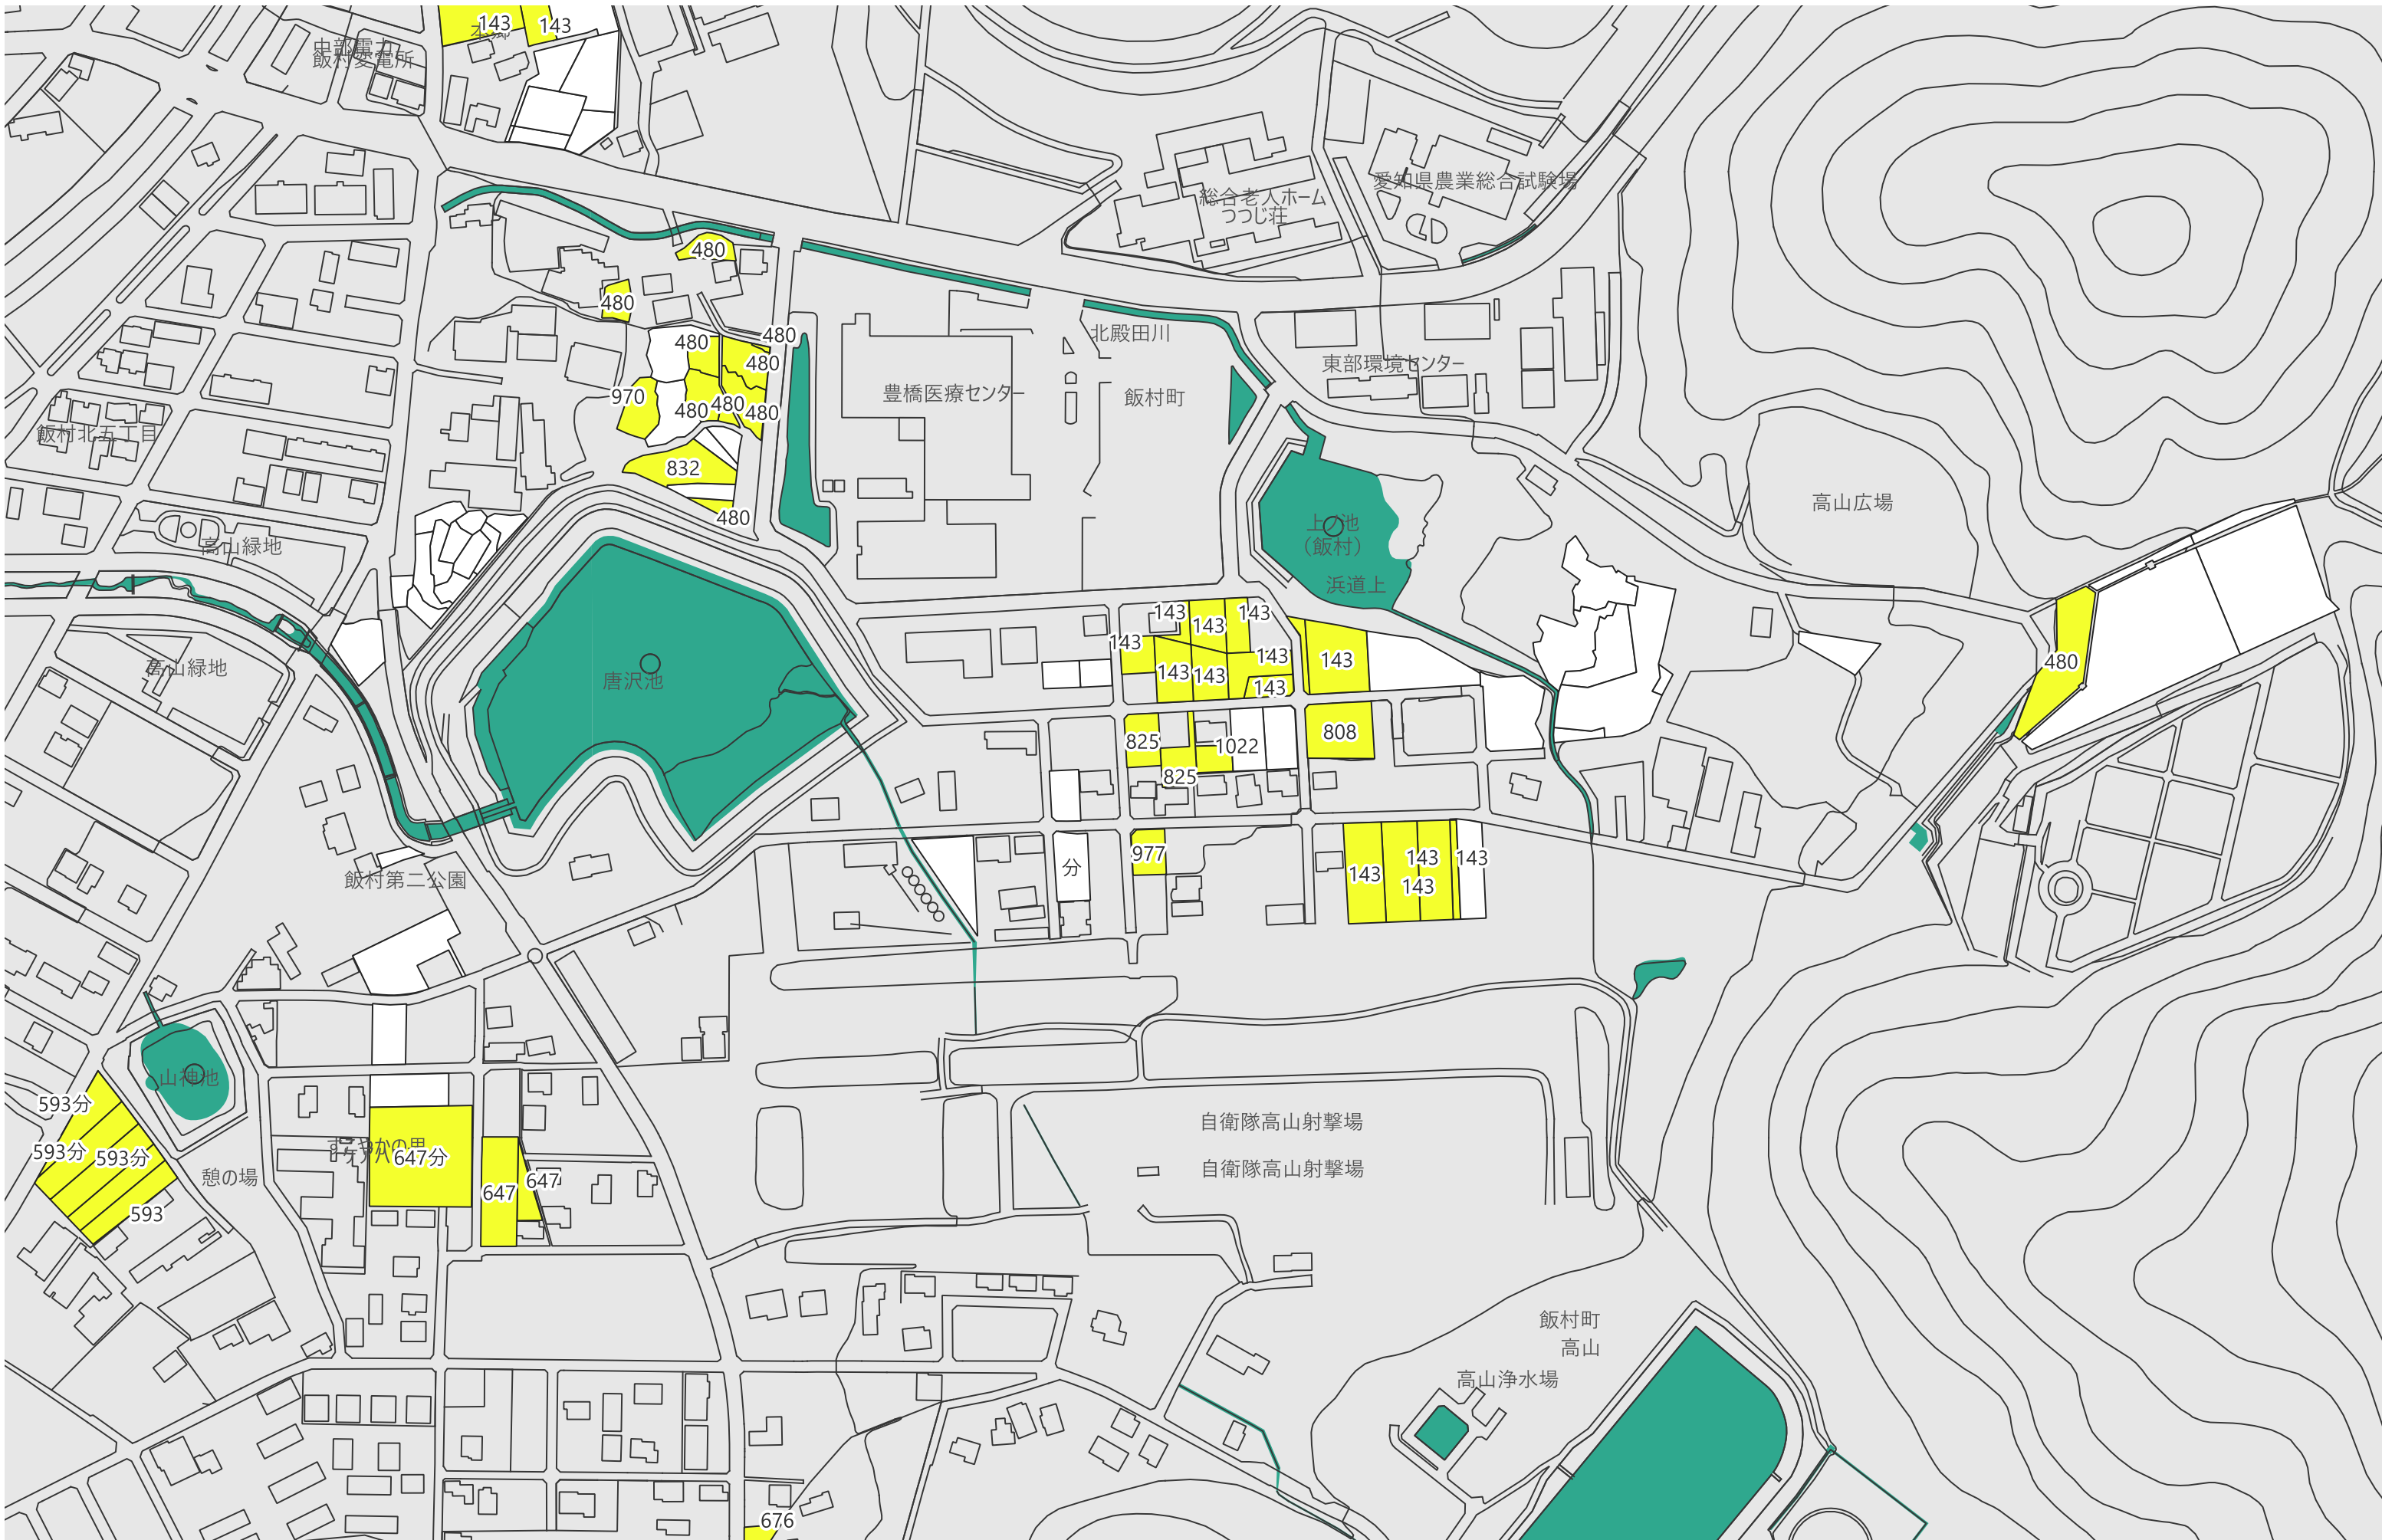 143
143
本郷
中部電力
飯村変電所
愛知県農業総合試験場
総合老人ホーム
つつじ荘
480
480
480
480
480
北殿田川
東部環境センター
970
480
480
480
豊橋医療センター
飯村町
飯村北五丁目
832
480
高山広場
上ノ池
(飯村)
高山緑地
浜道上
143
143
143
143
143
143
143
143
143
480
高山緑地
唐沢池
825
1022
808
825
977
分
143
143
143
143
飯村第二公園
山神池
593分
593分
593分
593
647分
647
647
憩の場
自衛隊高山射撃場
自衛隊高山射撃場
飯村町
高山
高山浄水場
676